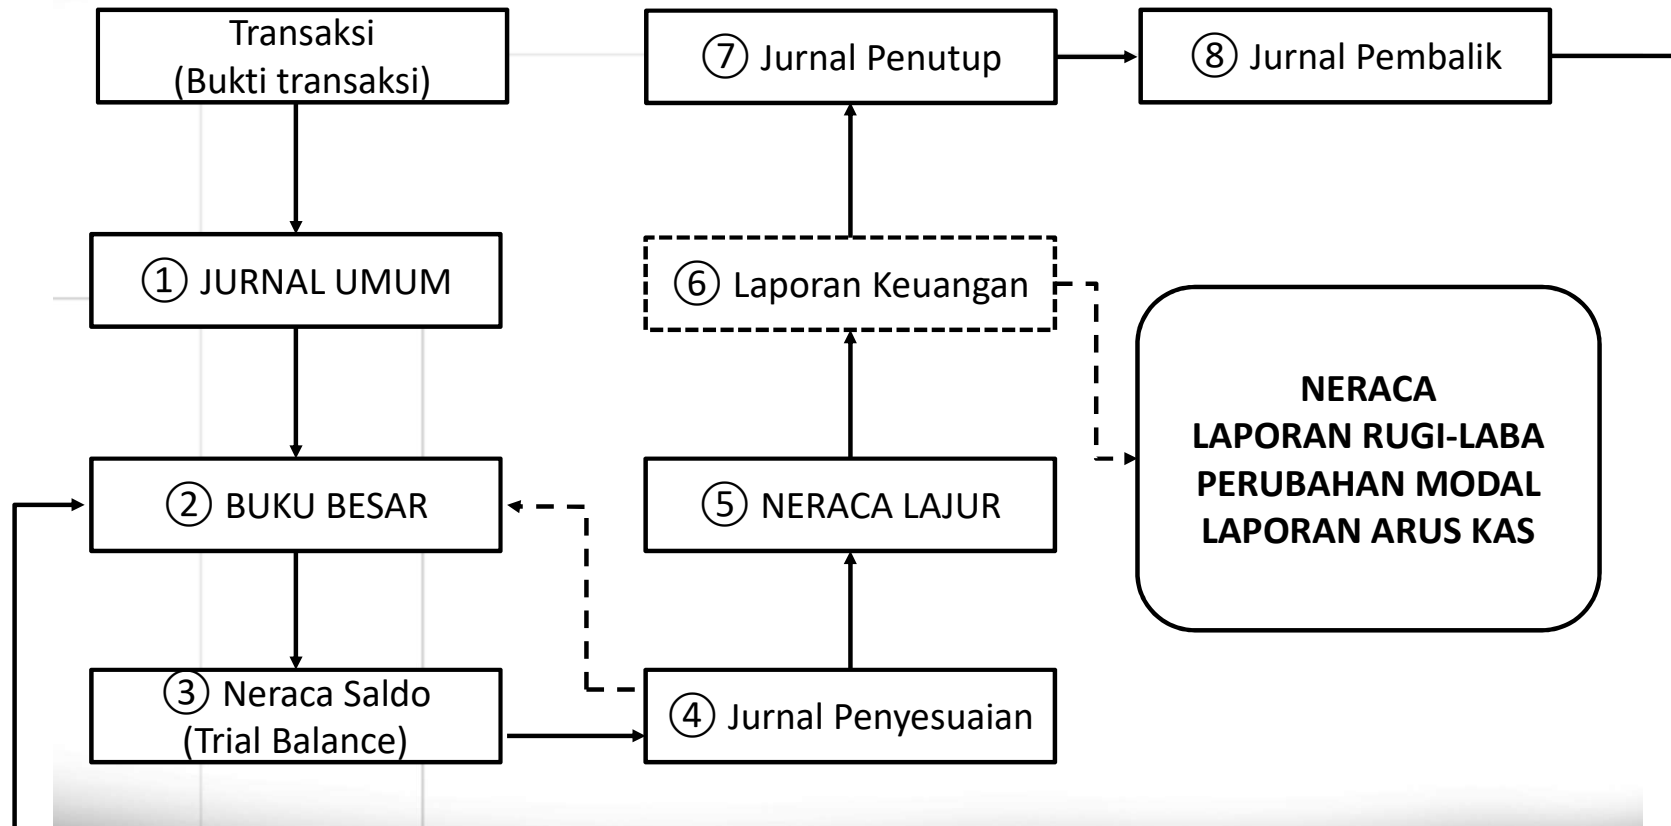 Transaksi
(Bukti transaksi)
① JURNAL UMUM
② BUKU BESAR
③ Neraca Saldo
(Trial Balance)
④ Jurnal Penyesuaian
⑤ NERACA LAJUR
⑥ Laporan Keuangan
⑦ Jurnal Penutup
⑧ Jurnal Pembalik
NERACA
LAPORAN RUGI-LABA
PERUBAHAN MODAL
LAPORAN ARUS KAS